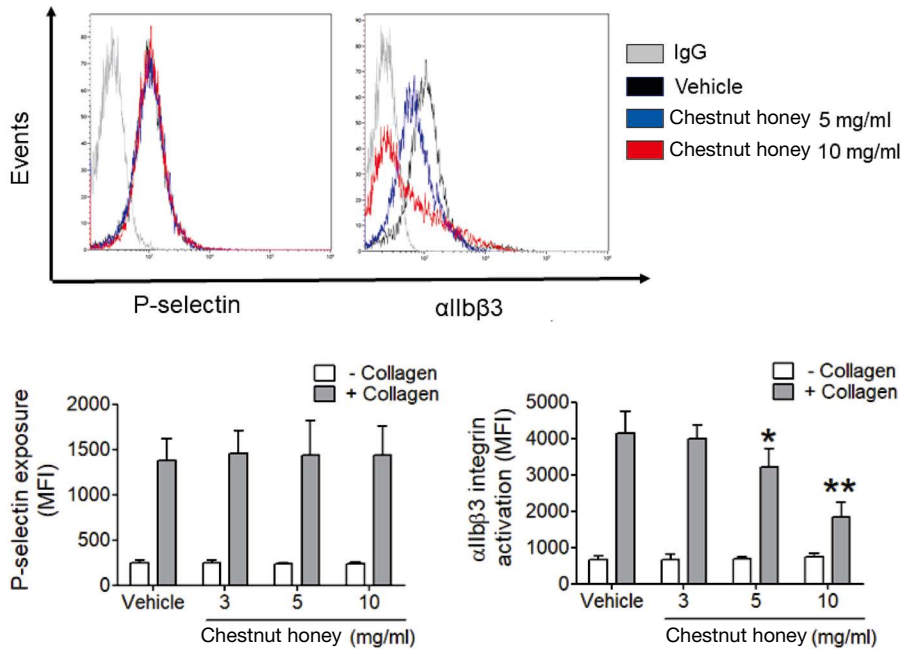 Events
P-selectin
αIIbβ3
IgG
Vehicle
Chestnut honey 5 mg/ml
Chestnut honey 10 mg/ml
- Collagen
+ Collagen
P-selectin exposure
(MFI)
2000
1500
1000
500
0
Vehicle 3 5 10
Chestnut honey (mg/ml)
- Collagen
+ Collagen
αIIbβ3 integrin
activation (MFI)
5000
4000
3000
2000
1000
0
*
**
Vehicle 3 5 10
Chestnut honey (mg/ml)